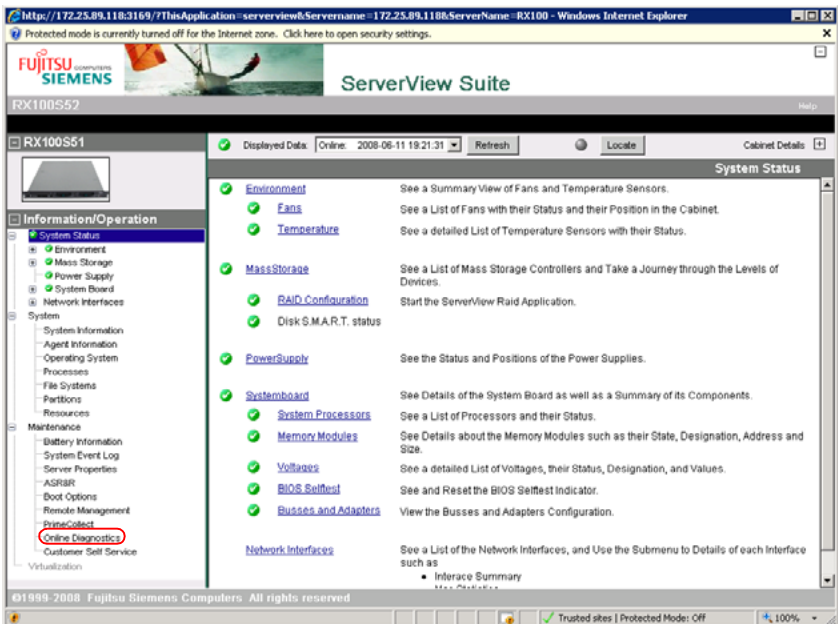 http://172.25.89.118:3169/?ThisApplication=serverview&Servername=172.25.89.118&ServerName=RX100 - Windows Internet Explorer
Protected mode is currently turned off for the Internet zone. Click here to open security settings.
FUJITSU COMPUTERS
SIEMENS
ServerView Suite
RX100S52
Help
RX100S51
Displayed Data: Online: 2008-06-11 19:21:31 Refresh Locate Cabinet Details
System Status
Information/Operation
System Status
Environment
Mass Storage
Power Supply
System Board
Network Interfaces
System
System Information
Agent Information
Operating System
Processes
File Systems
Partitions
Resources
Maintenance
Battery Information
System Event Log
Server Properties
ASR&R
Boot Options
Remote Management
PrimeCollect
Online Diagnostics
Customer Self Service
Virtualization
Environment See a Summary View of Fans and Temperature Sensors.
Fans See a List of Fans with their Status and their Position in the Cabinet.
Temperature See a detailed List of Temperature Sensors with their Status.
MassStorage See a List of Mass Storage Controllers and Take a Journey through the Levels of
Devices.
RAID Configuration Start the ServerView Raid Application.
Disk S.M.A.R.T. status
PowerSupply See the Status and Positions of the Power Supplies.
Systemboard See Details of the System Board as well as a Summary of its Components.
System Processors See a List of Processors and their Status.
Memory Modules See Details about the Memory Modules such as their State, Designation, Address and
Size.
Voltages See a detailed List of Voltages, their Status, Designation, and Values.
BIOS Selftest See and Reset the BIOS Selftest Indicator.
Busses and Adapters View the Busses and Adapters Configuration.
Network Interfaces See a List of the Network Interfaces, and Use the Submenu to Details of each Interface
such as
• Interace Summary
©1999-2008 Fujitsu Siemens Computers All rights reserved
Trusted sites | Protected Mode: Off 100%